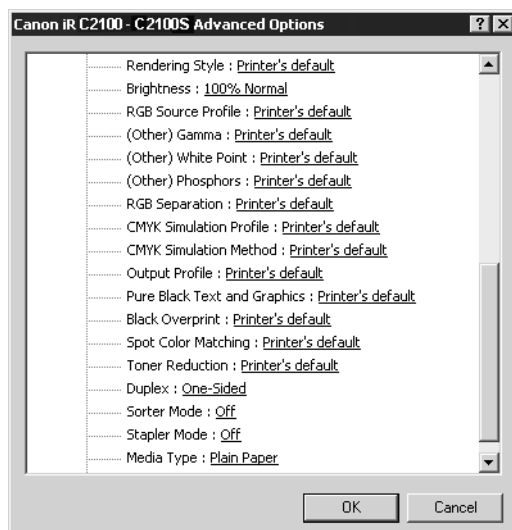 Canon iR C2100 - C2100S Advanced Options
Rendering Style : Printer's default
Brightness : 100% Normal
RGB Source Profile : Printer's default
(Other) Gamma : Printer's default
(Other) White Point : Printer's default
(Other) Phosphors : Printer's default
RGB Separation : Printer's default
CMYK Simulation Profile : Printer's default
CMYK Simulation Method : Printer's default
Output Profile : Printer's default
Pure Black Text and Graphics : Printer's default
Black Overprint : Printer's default
Spot Color Matching : Printer's default
Toner Reduction : Printer's default
Duplex : One-Sided
Sorter Mode : Off
Stapler Mode : Off
Media Type : Plain Paper
OK Cancel